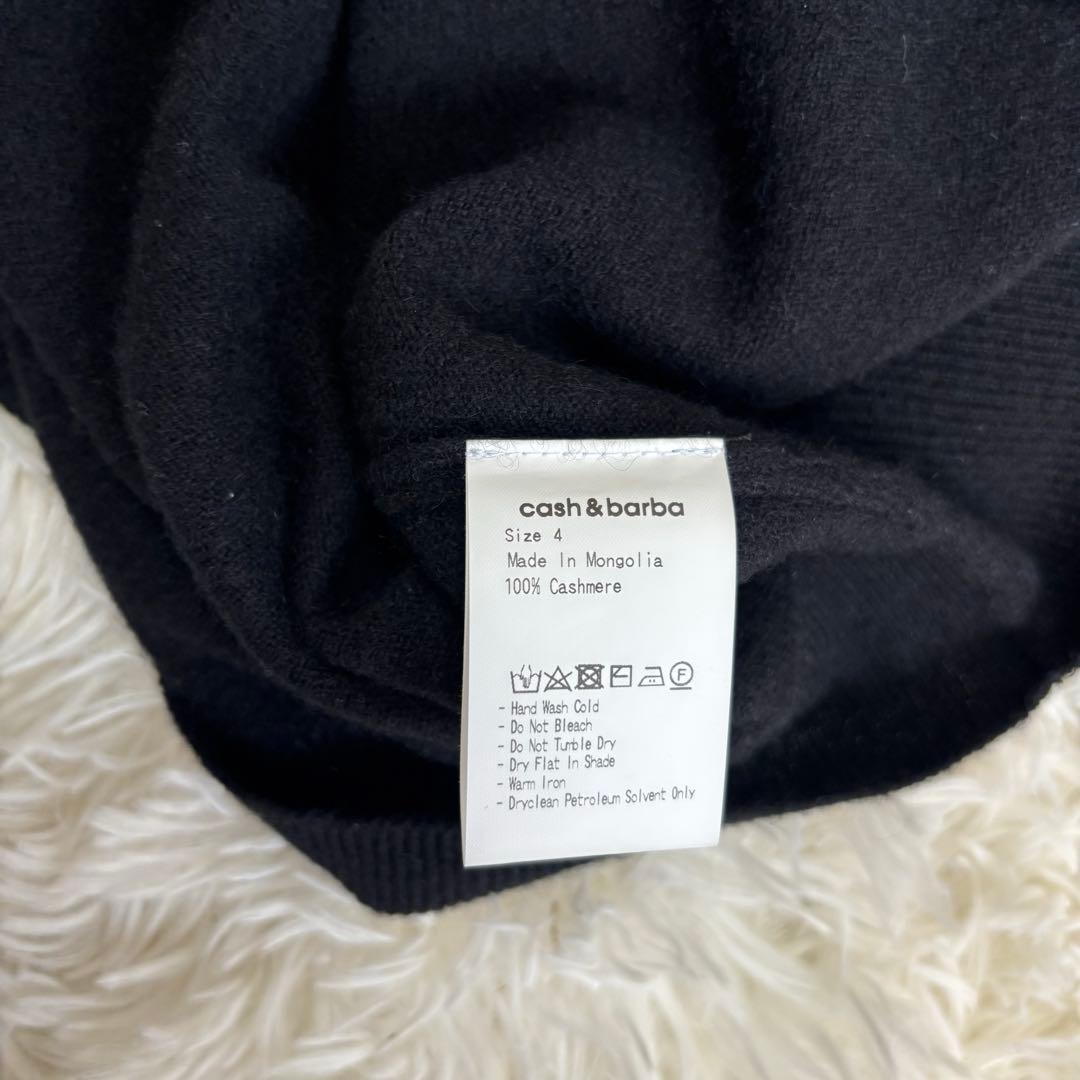 cash&barba
Size 4
Made In Mongolia
100% Cashmere
F
- Hand Wash Cold
- Do Not Bleach
- Do Not Tumble Dry
- Dry Flat In Shade
- Warm Iron
- Dryclean Petroleum Solvent Only